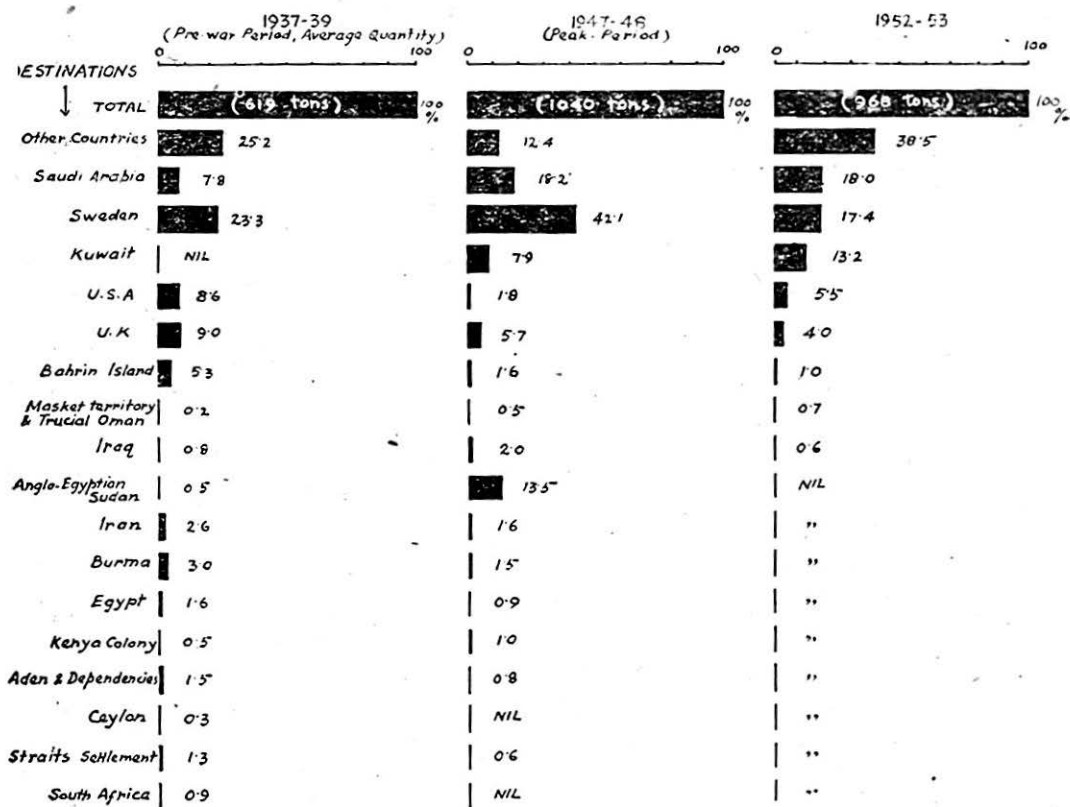 1937-39
(Pre-war Period, Average Quantity)
0 100
1947-48
(Peak-Period)
0 100
1952-53
0 100
ESTINATIONS
TOTAL (619 tons) 100 % (1040 tons) 100 % (968 tons) 100 %
Other Countries 25.2 12.4 38.5
Saudi Arabia 7.8 18.2 18.0
Sweden 23.3 42.1 17.4
Kuwait NIL 7.9 13.2
U.S.A 8.6 1.8 5.5
U.K 9.0 5.7 4.0
Bahrin Island 5.3 1.6 1.0
Masket territory
& Trucial Oman 0.2 0.5 0.7
Iraq 0.8 2.0 0.6
Anglo-Egyptian
Sudan 0.5 13.5 NIL
Iran 2.6 1.6 "
Burma 3.0 1.5 "
Egypt 1.6 0.9 "
Kenya Colony 0.5 1.0 "
Aden & Dependencies 1.5 0.8 "
Ceylon 0.3 NIL "
Straits Settlement 1.3 0.6 "
South Africa 0.9 NIL "